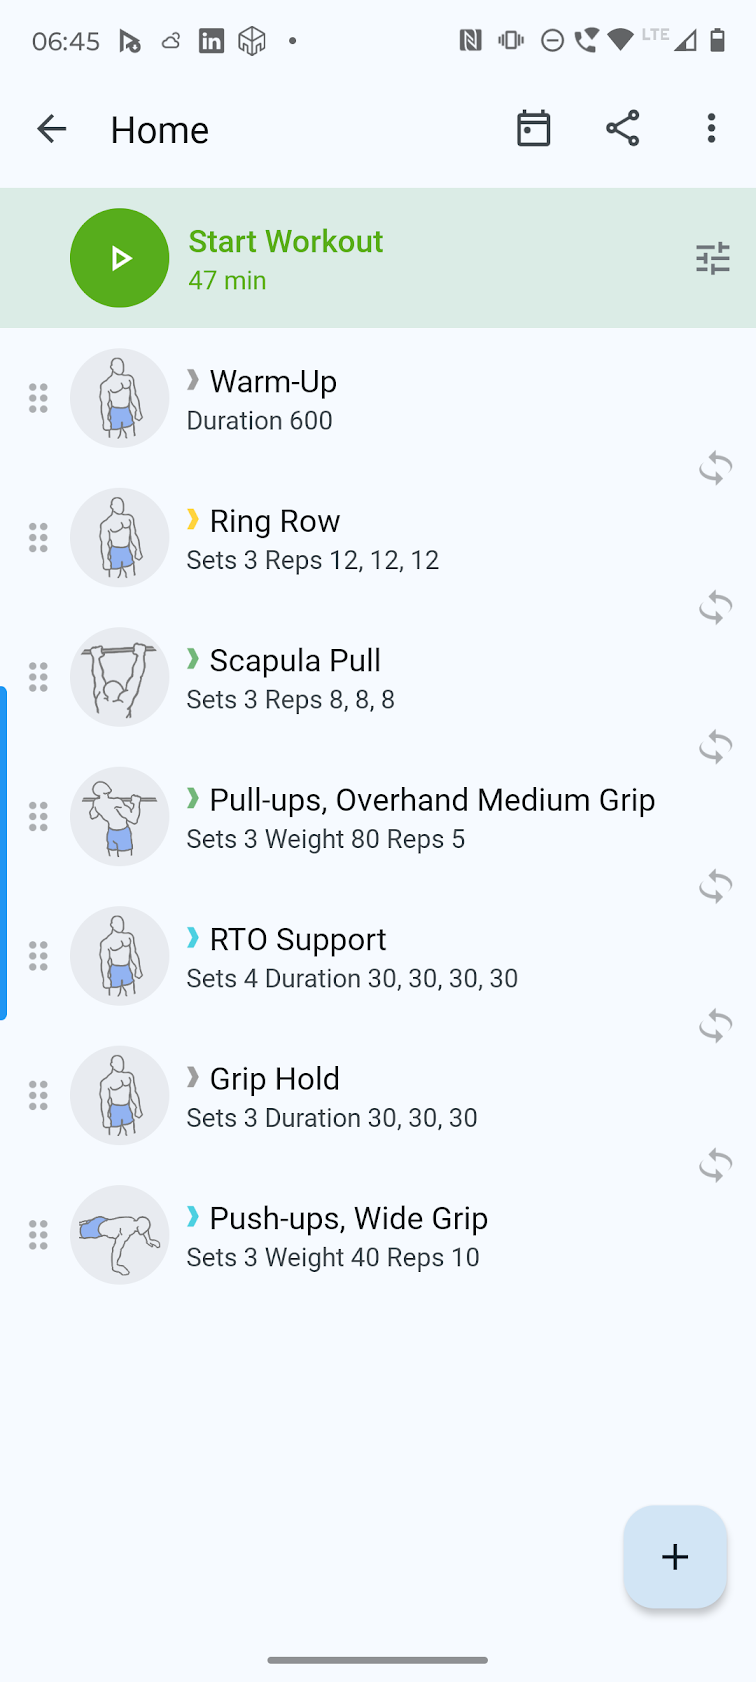 06:45
LTE
Home
Start Workout
47 min
Warm-Up
Duration 600
Ring Row
Sets 3 Reps 12, 12, 12
Scapula Pull
Sets 3 Reps 8, 8, 8
Pull-ups, Overhand Medium Grip
Sets 3 Weight 80 Reps 5
RTO Support
Sets 4 Duration 30, 30, 30, 30
Grip Hold
Sets 3 Duration 30, 30, 30
Push-ups, Wide Grip
Sets 3 Weight 40 Reps 10